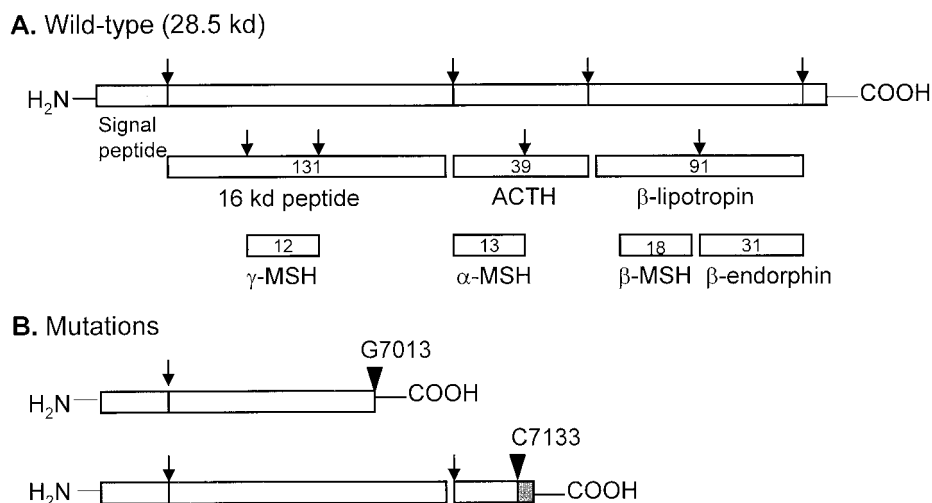 A. Wild-type (28.5 kd)
H₂N COOH
Signal
peptide
131 39 91
16 kd peptide ACTH β-lipotropin
12 13 18 31
γ-MSH α-MSH β-MSH β-endorphin
B. Mutations
G7013
H₂N COOH
C7133
H₂N COOH